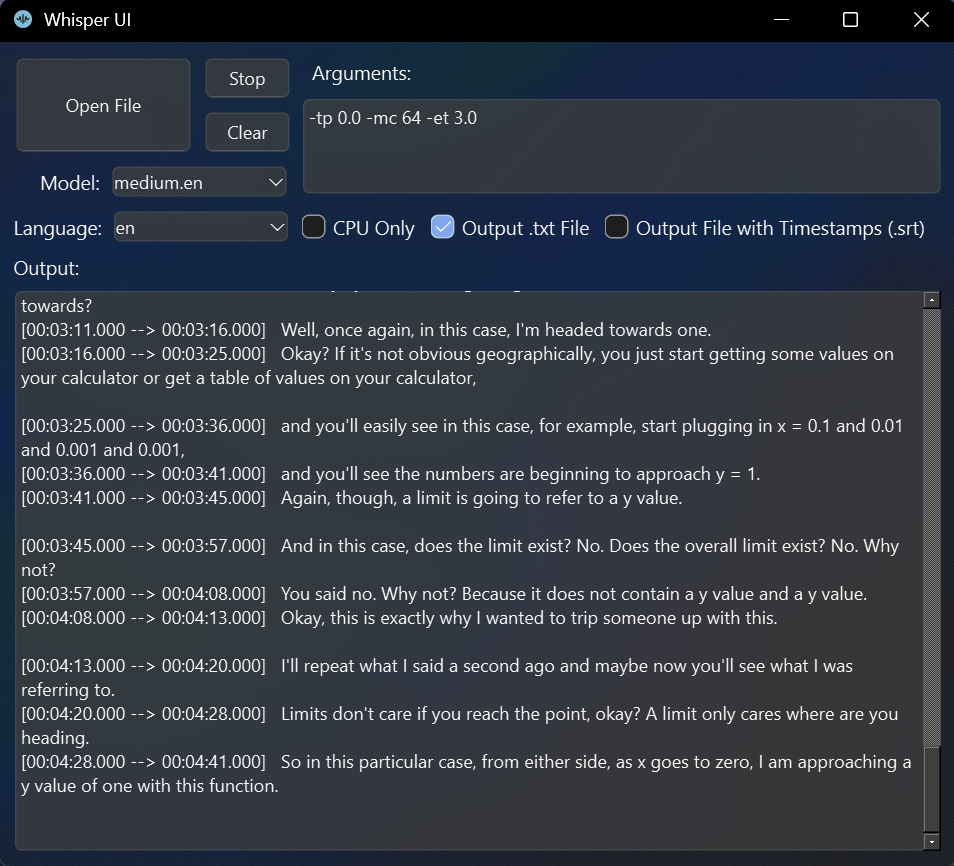 Whisper UI
Open File
Stop
Clear
Arguments:
-tp 0.0 -mc 64 -et 3.0
Model:
medium.en
Language:
en
CPU Only
Output .txt File
Output File with Timestamps (.srt)
Output:
towards?
[00:03:11.000 --> 00:03:16.000]   Well, once again, in this case, I'm headed towards one.
[00:03:16.000 --> 00:03:25.000]   Okay? If it's not obvious geographically, you just start getting some values on
your calculator or get a table of values on your calculator,
[00:03:25.000 --> 00:03:36.000]   and you'll easily see in this case, for example, start plugging in x = 0.1 and 0.01
and 0.001 and 0.001,
[00:03:36.000 --> 00:03:41.000]   and you'll see the numbers are beginning to approach y = 1.
[00:03:41.000 --> 00:03:45.000]   Again, though, a limit is going to refer to a y value.
[00:03:45.000 --> 00:03:57.000]   And in this case, does the limit exist? No. Does the overall limit exist? No. Why
not?
[00:03:57.000 --> 00:04:08.000]   You said no. Why not? Because it does not contain a y value and a y value.
[00:04:08.000 --> 00:04:13.000]   Okay, this is exactly why I wanted to trip someone up with this.
[00:04:13.000 --> 00:04:20.000]   I'll repeat what I said a second ago and maybe now you'll see what I was
referring to.
[00:04:20.000 --> 00:04:28.000]   Limits don't care if you reach the point, okay? A limit only cares where are you
heading.
[00:04:28.000 --> 00:04:41.000]   So in this particular case, from either side, as x goes to zero, I am approaching a
y value of one with this function.